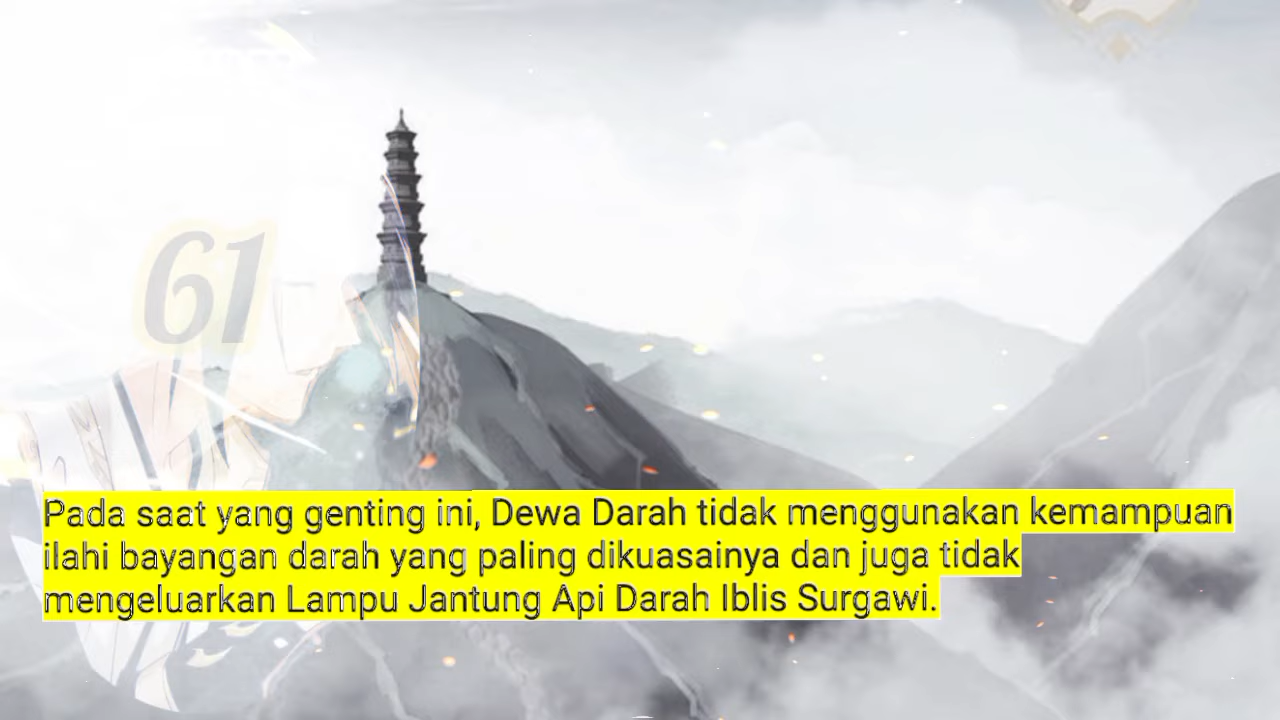 61
Pada saat yang genting ini, Dewa Darah tidak menggunakan kemampuan
ilahi bayangan darah yang paling dikuasainya dan juga tidak
mengeluarkan Lampu Jantung Api Darah Iblis Surgawi.